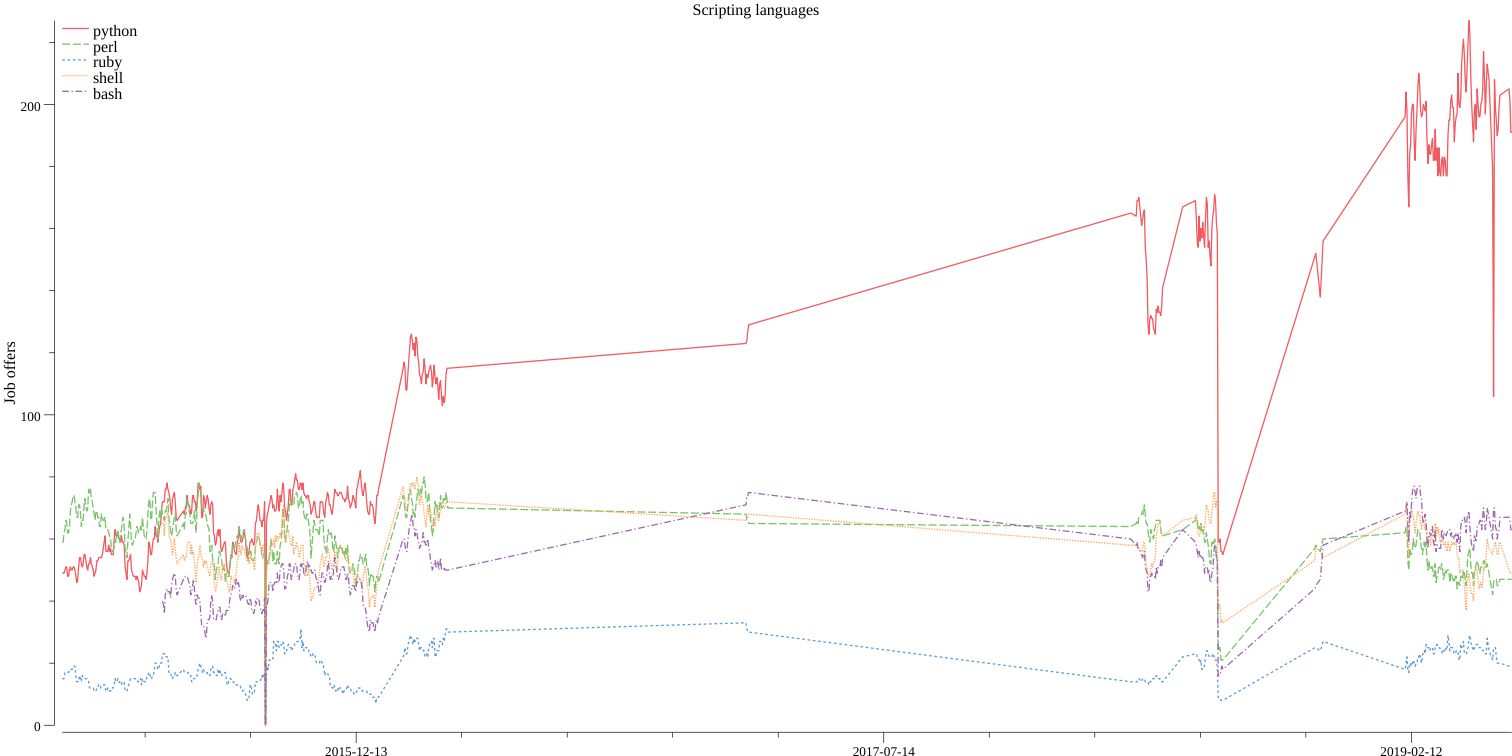 Scripting languages
python
perl
ruby
shell
bash
200
100
0
Job offers
2015-12-13
2017-07-14
2019-02-12